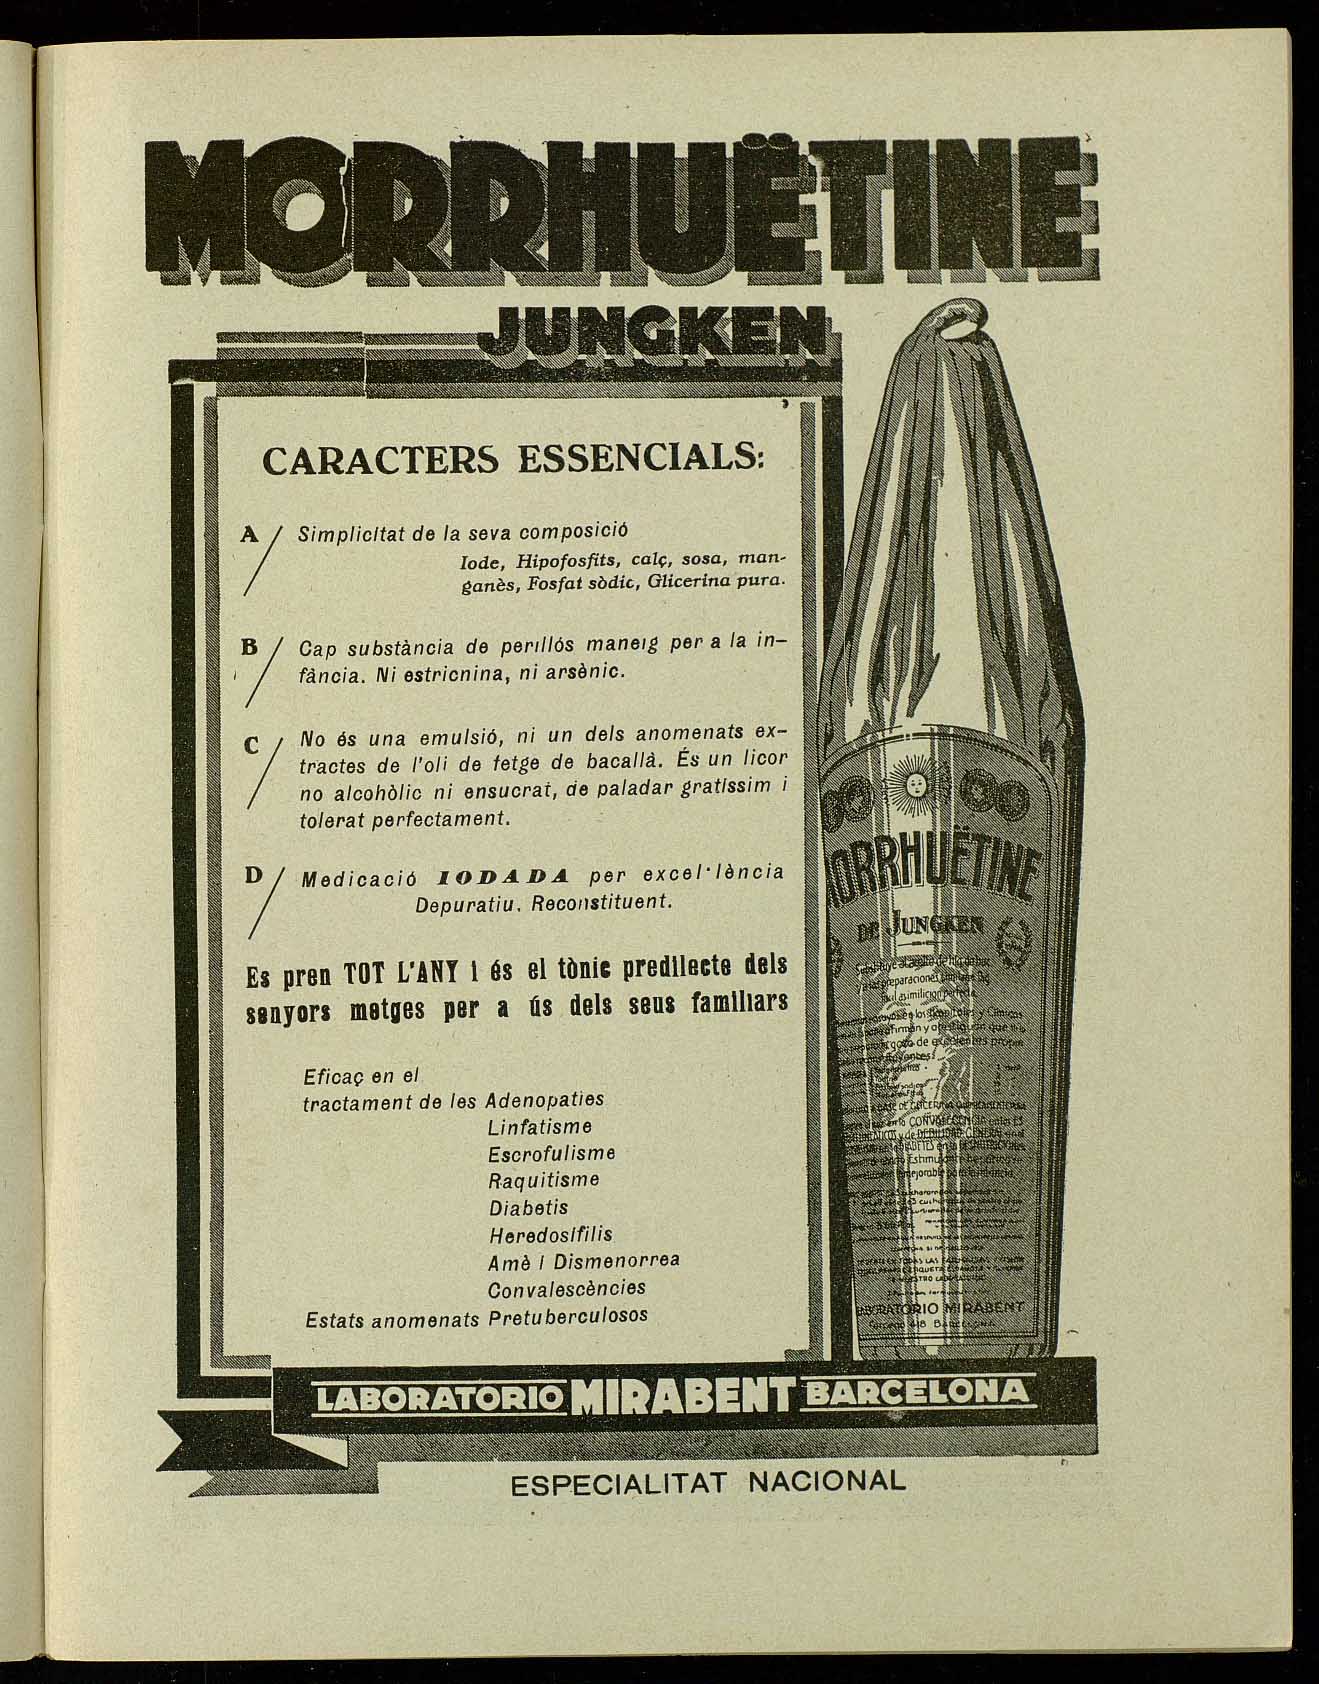 MORRHUËTINE
JUNGKEN
CARACTERS ESSENCIALS:
A / Simplicitat de la seva composició
Iode, Hipofosfits, calç, sosa, man-
ganès, Fosfat sòdic, Glicerina pura.
B / Cap substància de perillós maneig per a la in-
fància. Ni estricnina, ni arsènic.
C / No és una emulsió, ni un dels anomenats ex-
tractes de l'oli de fetge de bacallà. És un licor
no alcohòlic ni ensucrat, de paladar gratíssim i
tolerat perfectament.
D / Medicació IODADA per excel·lència
Depuratiu. Reconstituent.
Es pren TOT L'ANY i és el tònic predilecte dels
senyors metges per a ús dels seus familiars
Eficaç en el
tractament de les Adenopaties
Linfatisme
Escrofulisme
Raquitisme
Diabetis
Heredosífilis
Amè i Dismenorrea
Convalescències
Estats anomenats Pretuberculosos
MORRHUËTINE
DE JUNGKEN
LABORATORIO MIRABENT
BARCELONA
LABORATORIO MIRABENT BARCELONA
ESPECIALITAT NACIONAL